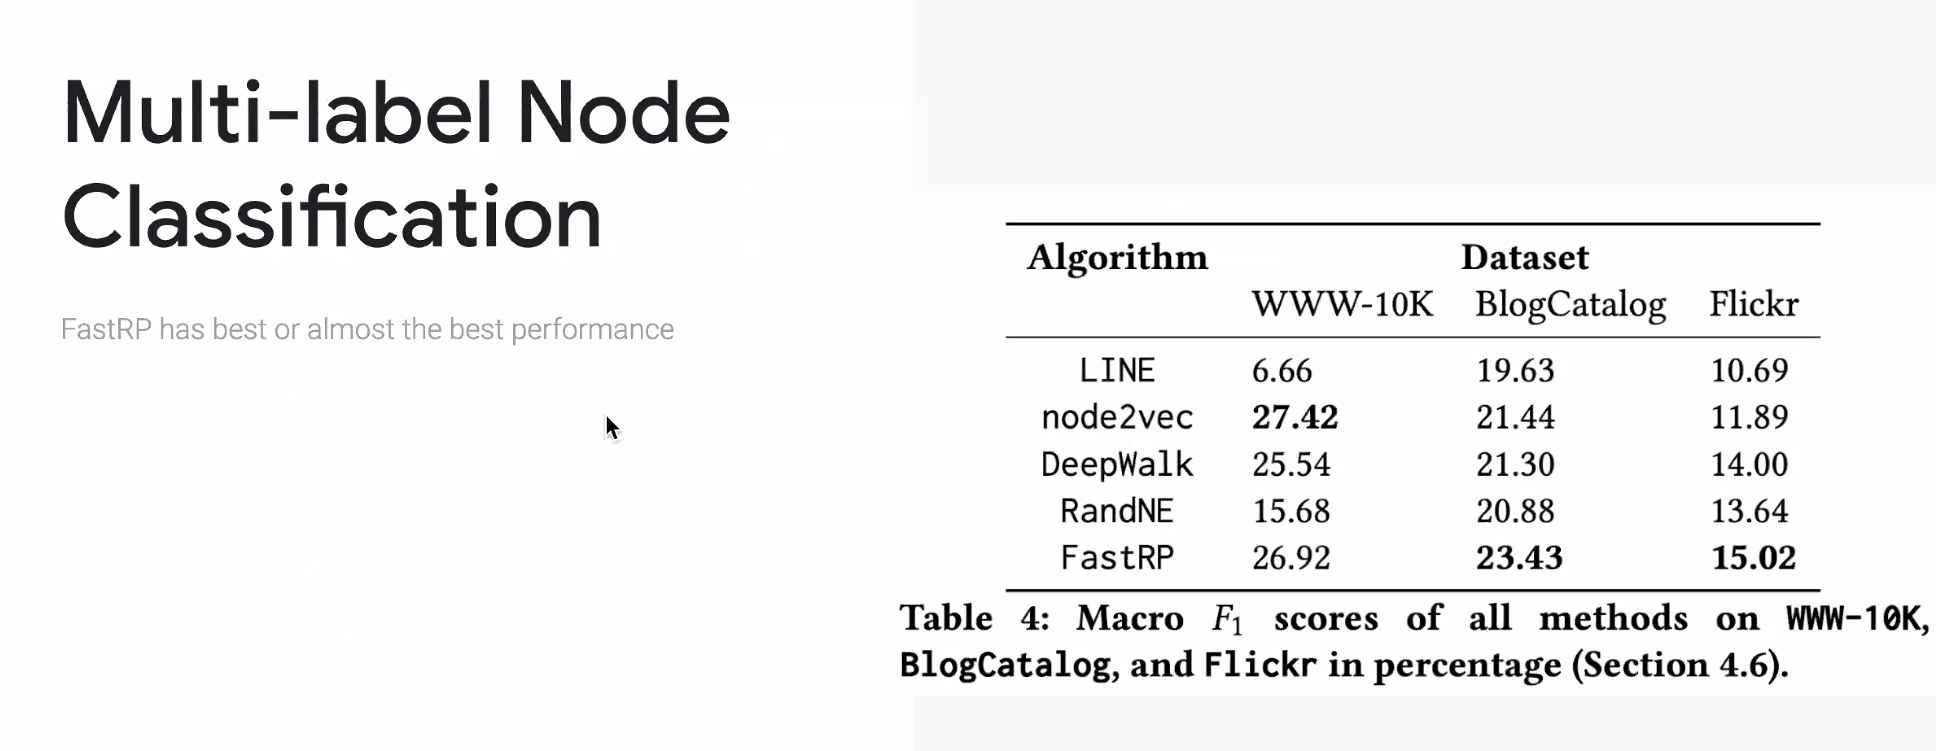 Multi-label Node
Classification
FastRP has best or almost the best performance
Algorithm Dataset
WWW-10K BlogCatalog Flickr
LINE 6.66 19.63 10.69
node2vec 27.42 21.44 11.89
DeepWalk 25.54 21.30 14.00
RandNE 15.68 20.88 13.64
FastRP 26.92 23.43 15.02
Table 4: Macro F₁ scores of all methods on WWW-10K,
BlogCatalog, and Flickr in percentage (Section 4.6).